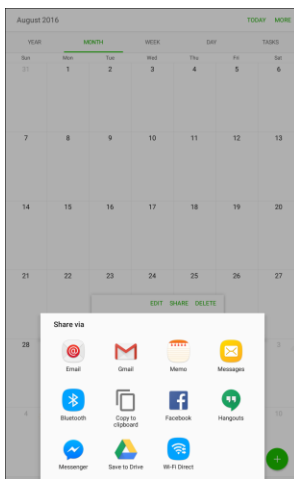 August 2016 TODAY MORE
YEAR MONTH WEEK DAY TASKS
Sun Mon Tue Wed Thu Fri Sat
31 1 2 3 4 5 6
7 8 9 10 11 12 13
14 15 16 17 18 19 20
21 22 23 24 25 26 27
EDIT SHARE DELETE
Share via
28 3
Email Gmail Memo Messages
Bluetooth Copy to clipboard Facebook Hangouts
4 10
Messenger Save to Drive Wi-Fi Direct